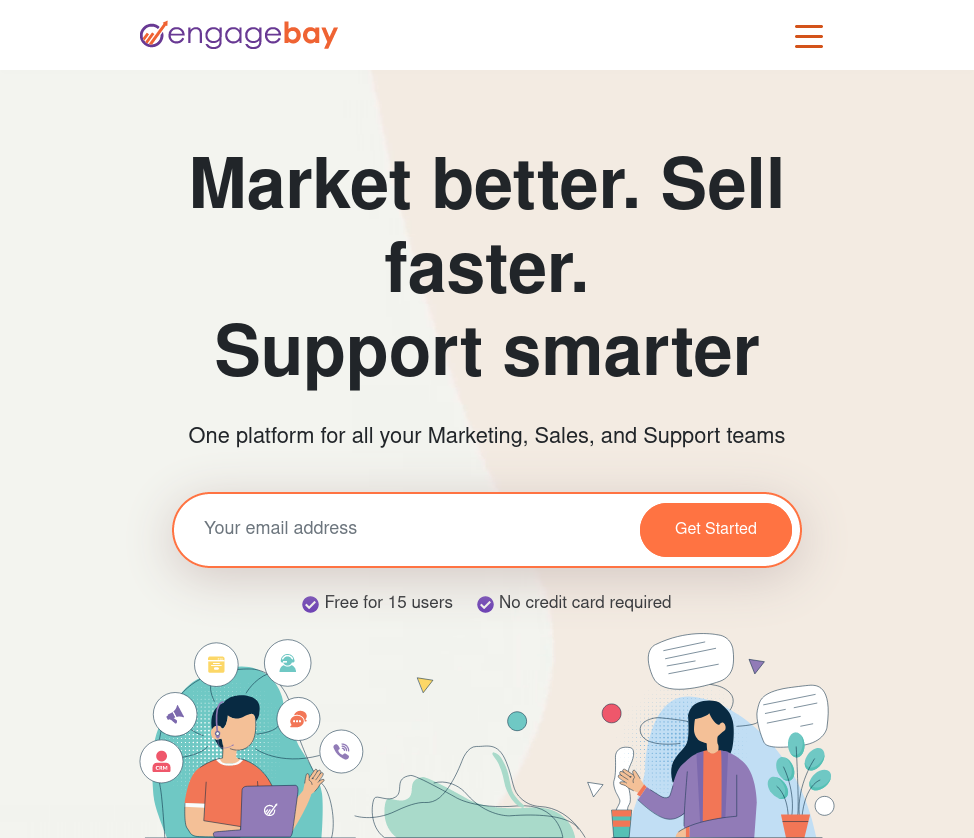 engagebay
Market better. Sell
faster.
Support smarter
One platform for all your Marketing, Sales, and Support teams
Your email address
Get Started
Free for 15 users
No credit card required
CRM